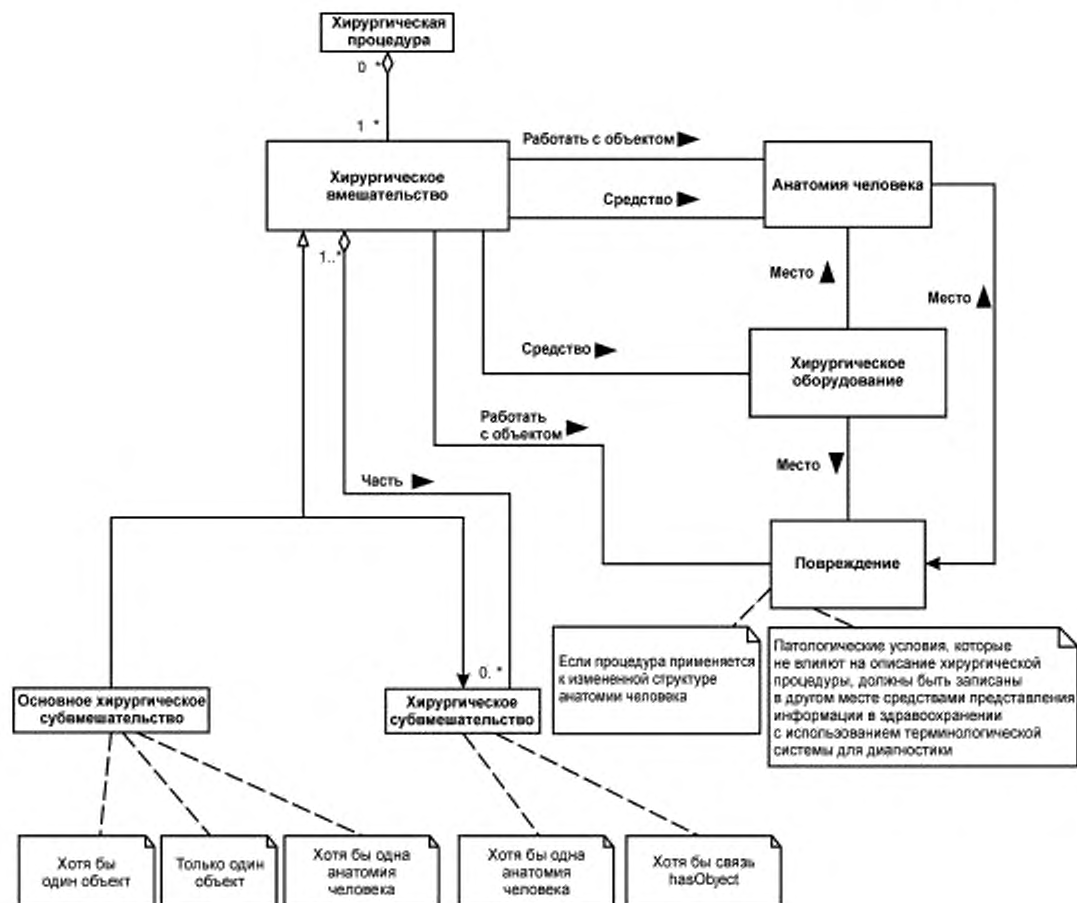 Хирургическая
процедура
0 *
1 *
Хирургическое
вмешательство
Работать с объектом
Средство
Анатомия человека
1..*
Место
Место
Средство
Хирургическое
оборудование
Работать
с объектом
Место
Часть
Повреждение
0..*
Основное хирургическое
субвмешательство
Хирургическое
субвмешательство
Если процедура применяется
к измененной структуре
анатомии человека
Патологические условия, которые
не влияют на описание хирургической
процедуры, должны быть записаны
в другом месте средствами представления
информации в здравоохранении
с использованием терминологической
системы для диагностики
Хотя бы
один объект
Только один
объект
Хотя бы одна
анатомия
человека
Хотя бы одна
анатомия
человека
Хотя бы связь
hasObject